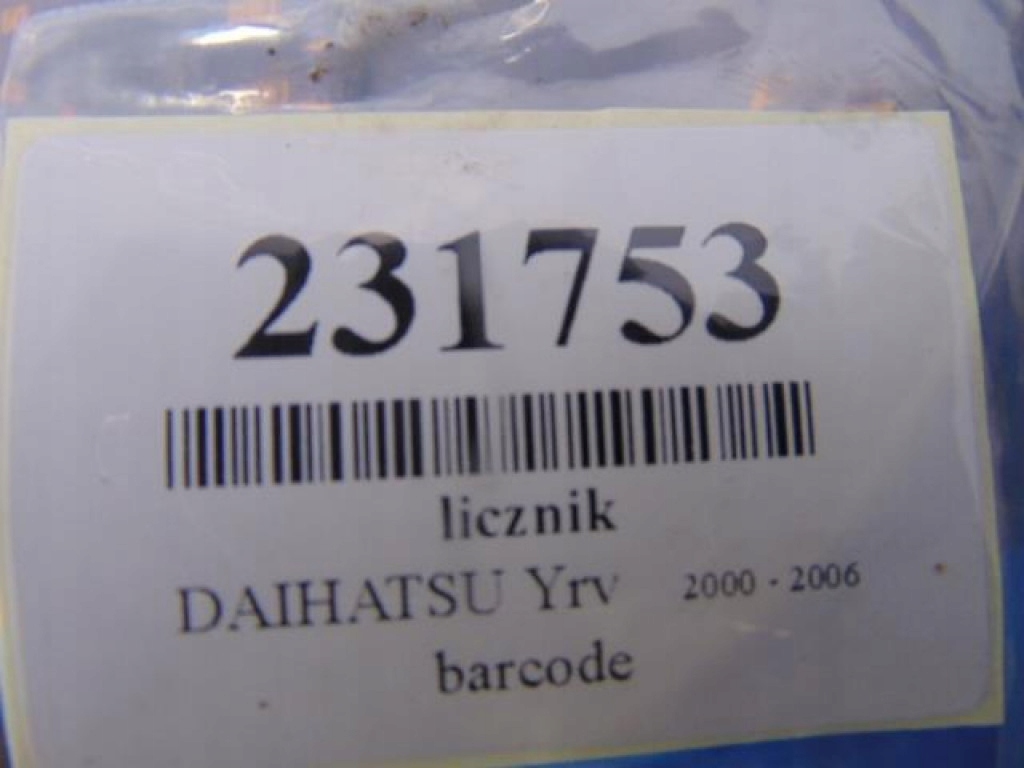 231753
licznik
DAIHATSU Yrv 2000 - 2006
barcode